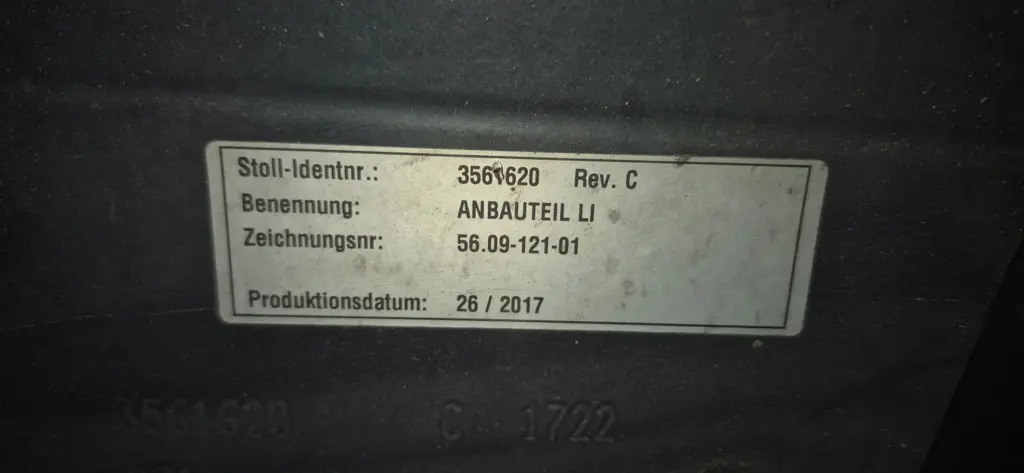 Stoll-Identnr.: 3561620 Rev. C
Benennung: ANBAUTEIL LI
Zeichnungsnr: 56.09-121-01
Produktionsdatum: 26 / 2017
3561620 C 1722